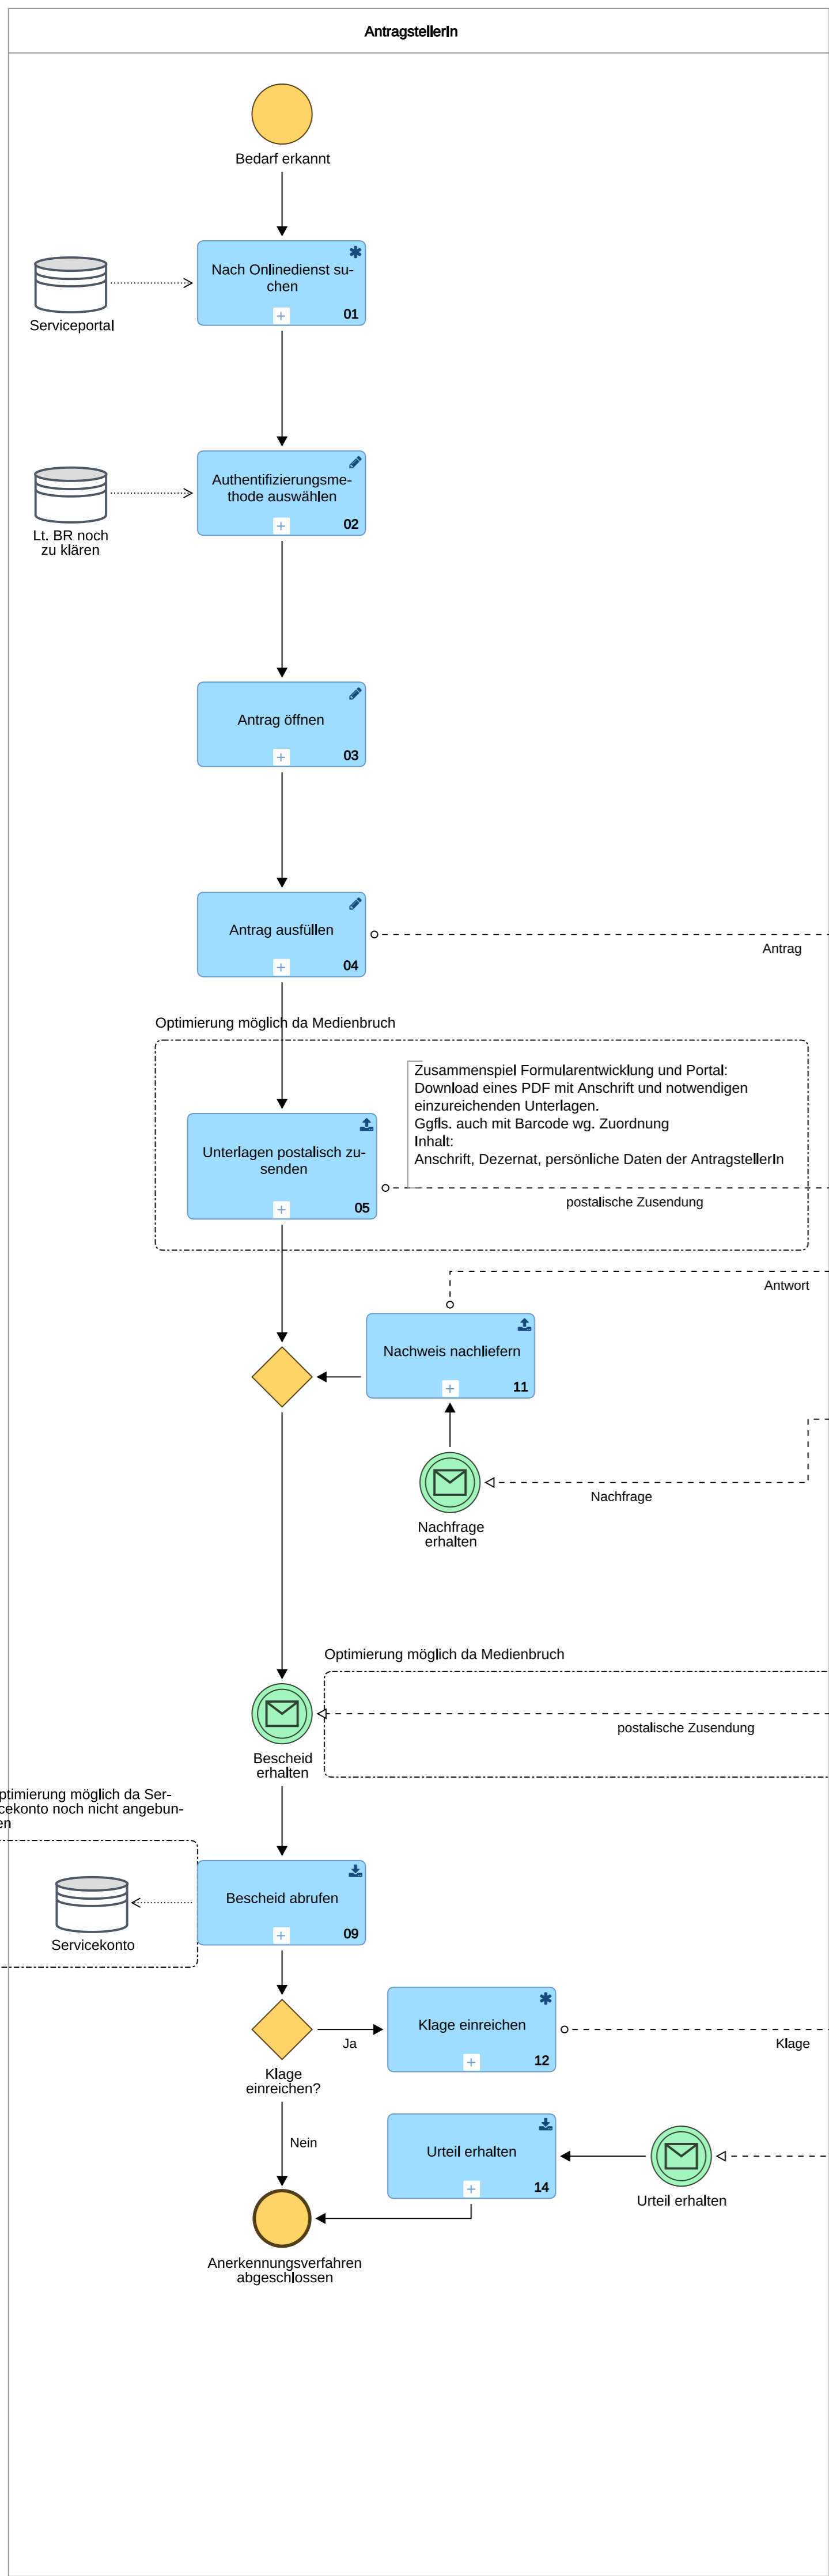 AntragstellerIn
Bedarf erkannt
Nach Onlinedienst su-
chen
01
Serviceportal
Authentifizierungsme-
thode auswählen
02
Lt. BR noch
zu klären
Antrag öffnen
03
Antrag ausfüllen
04
Antrag
Optimierung möglich da Medienbruch
Zusammenspiel Formularentwicklung und Portal:
Download eines PDF mit Anschrift und notwendigen
einzureichenden Unterlagen.
Ggfls. auch mit Barcode wg. Zuordnung
Inhalt:
Anschrift, Dezernat, persönliche Daten der AntragstellerIn
Unterlagen postalisch zu-
senden
05
postalische Zusendung
Antwort
Nachweis nachliefern
11
Nachfrage
Nachfrage
erhalten
Optimierung möglich da Medienbruch
postalische Zusendung
Bescheid
erhalten
ptimierung möglich da Ser-
cekonto noch nicht angebun-
en
Bescheid abrufen
09
Servicekonto
Klage einreichen
12
Ja
Klage
Klage
einreichen?
Nein
Urteil erhalten
14
Urteil erhalten
Anerkennungsverfahren
abgeschlossen